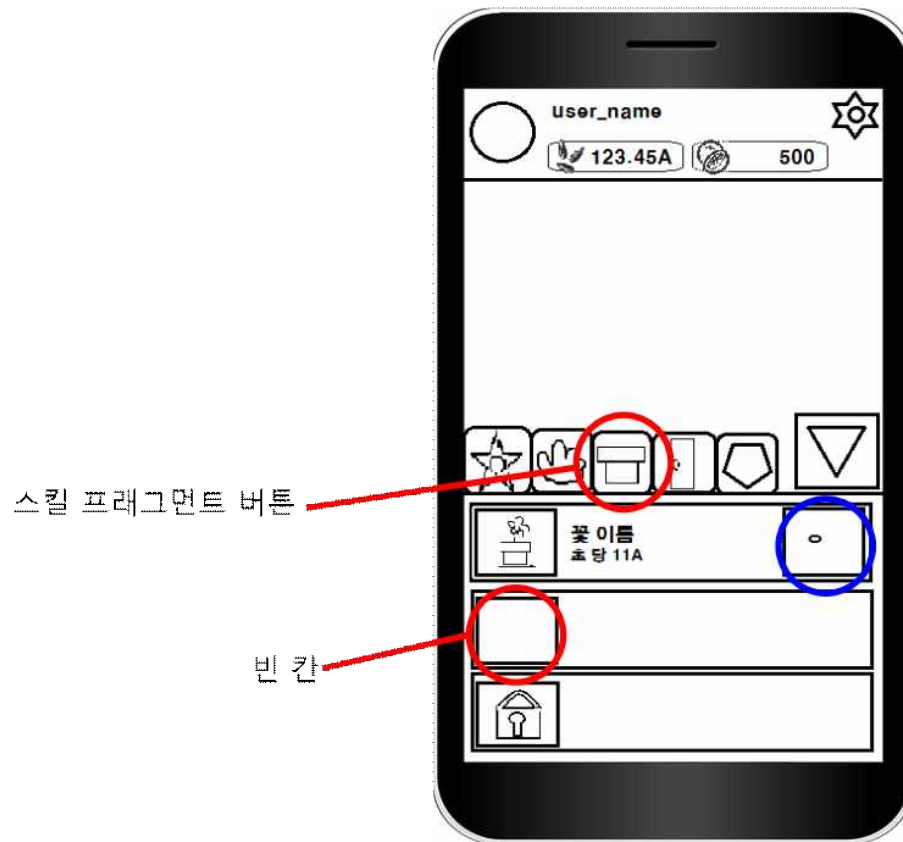 user_name
123.45A
500
스킬 프래그먼트 버튼
꽃 이름
초당 11A
빈 칸